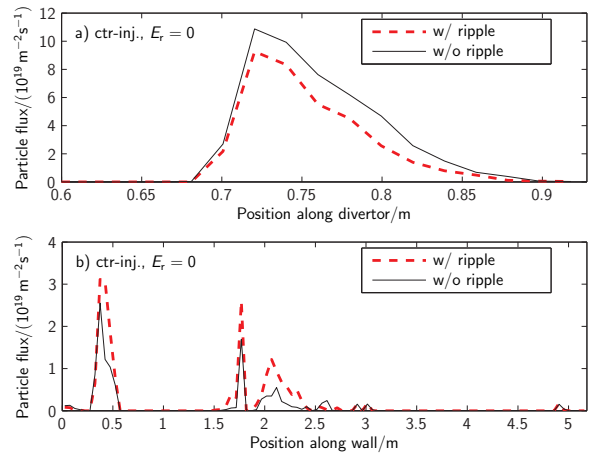 12
10
8
6
4
2
0
Particle flux/(10¹⁹ m⁻²s⁻¹)
a) ctr-inj., Eᵣ = 0
w/ ripple
w/o ripple
0.6 0.65 0.7 0.75 0.8 0.85 0.9
Position along divertor/m
4
3
2
1
0
Particle flux/(10¹⁹ m⁻²s⁻¹)
b) ctr-inj., Eᵣ = 0
w/ ripple
w/o ripple
0 0.5 1 1.5 2 2.5 3 3.5 4 4.5 5
Position along wall/m